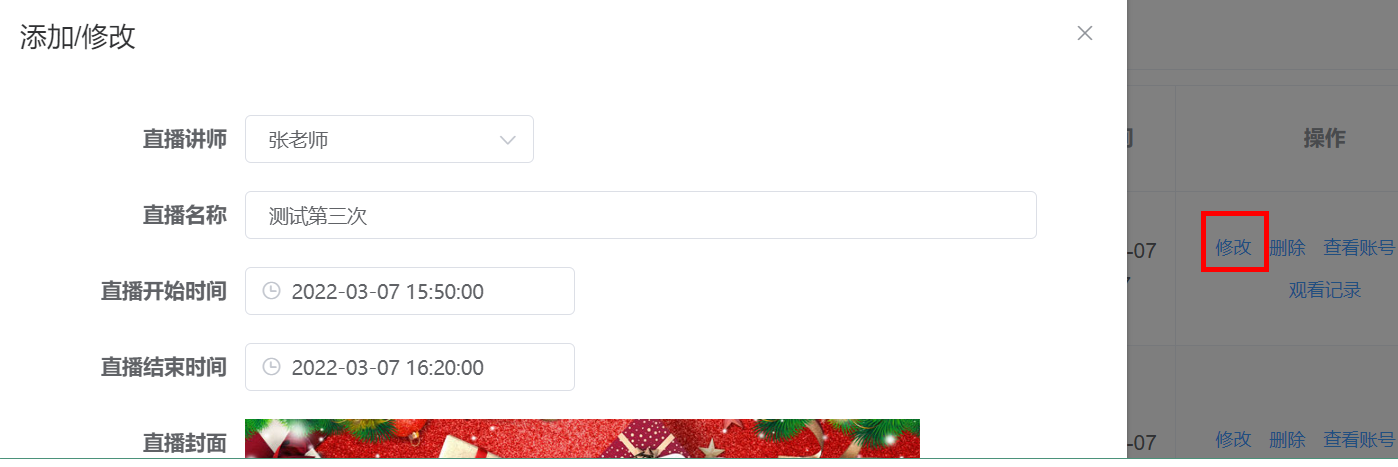 添加/修改
直播讲师 张老师
直播名称 测试第三次
直播开始时间 2022-03-07 15:50:00
直播结束时间 2022-03-07 16:20:00
直播封面
操作
-07
修改 删除 查看账号
观看记录
-07
修改 删除 查看账号